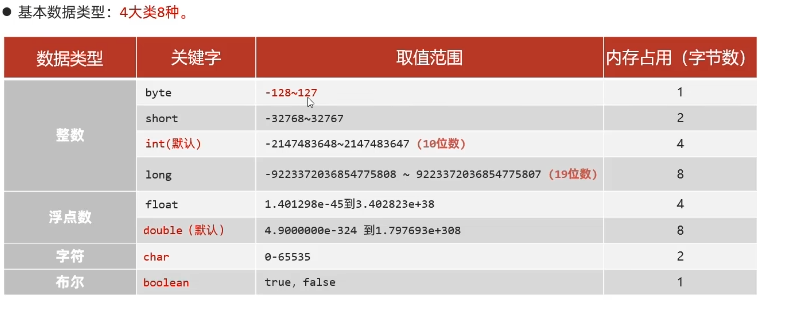 ● 基本数据类型：4大类8种。
数据类型 关键字 取值范围 内存占用（字节数）
整数 byte -128~127 1
short -32768~32767 2
int(默认) -2147483648~2147483647 (10位数) 4
long -9223372036854775808 ~ 9223372036854775807 (19位数) 8
浮点数 float 1.401298e-45到3.402823e+38 4
double（默认） 4.9000000e-324 到1.797693e+308 8
字符 char 0-65535 2
布尔 boolean true，false 1